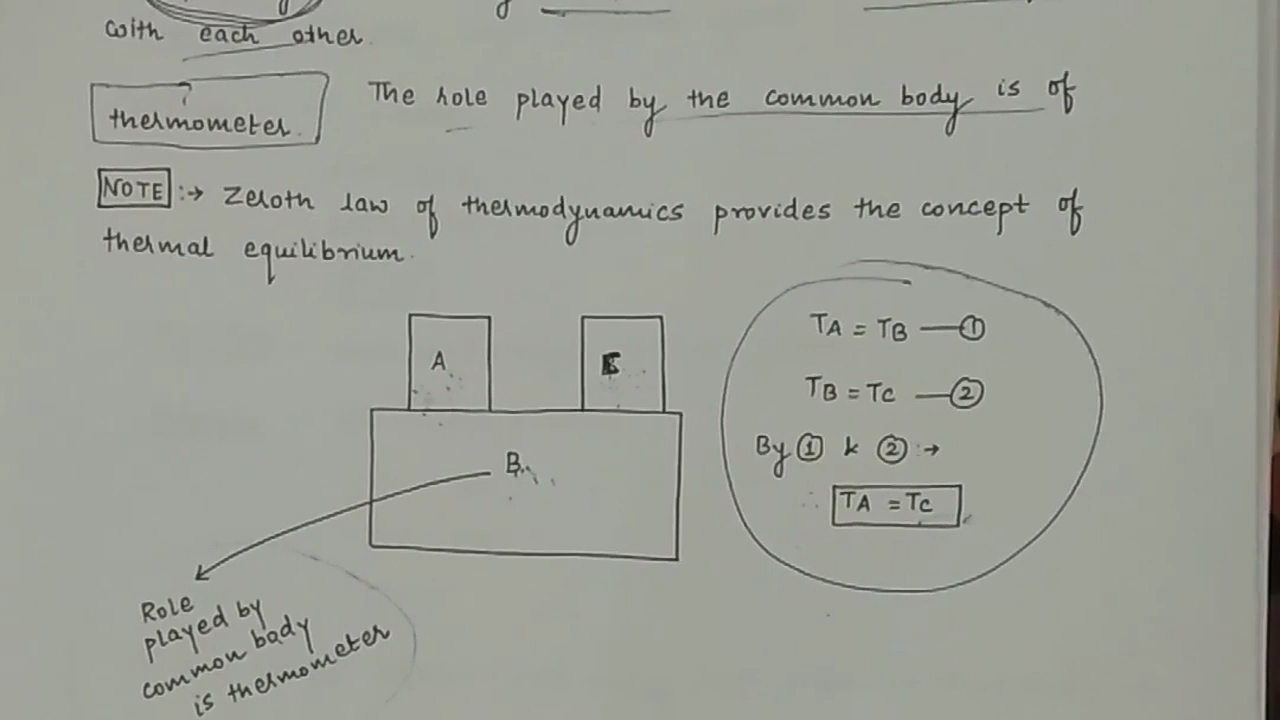 with each other.
The role played by the common body is of
thermometer.
NOTE :→ Zeroth law of thermodynamics provides the concept of
thermal equilibrium.
A
B
TA = TB —①
TB = TC —②
By ① & ② :→
∴ TA = TC
Role
played by
common body
is thermometer